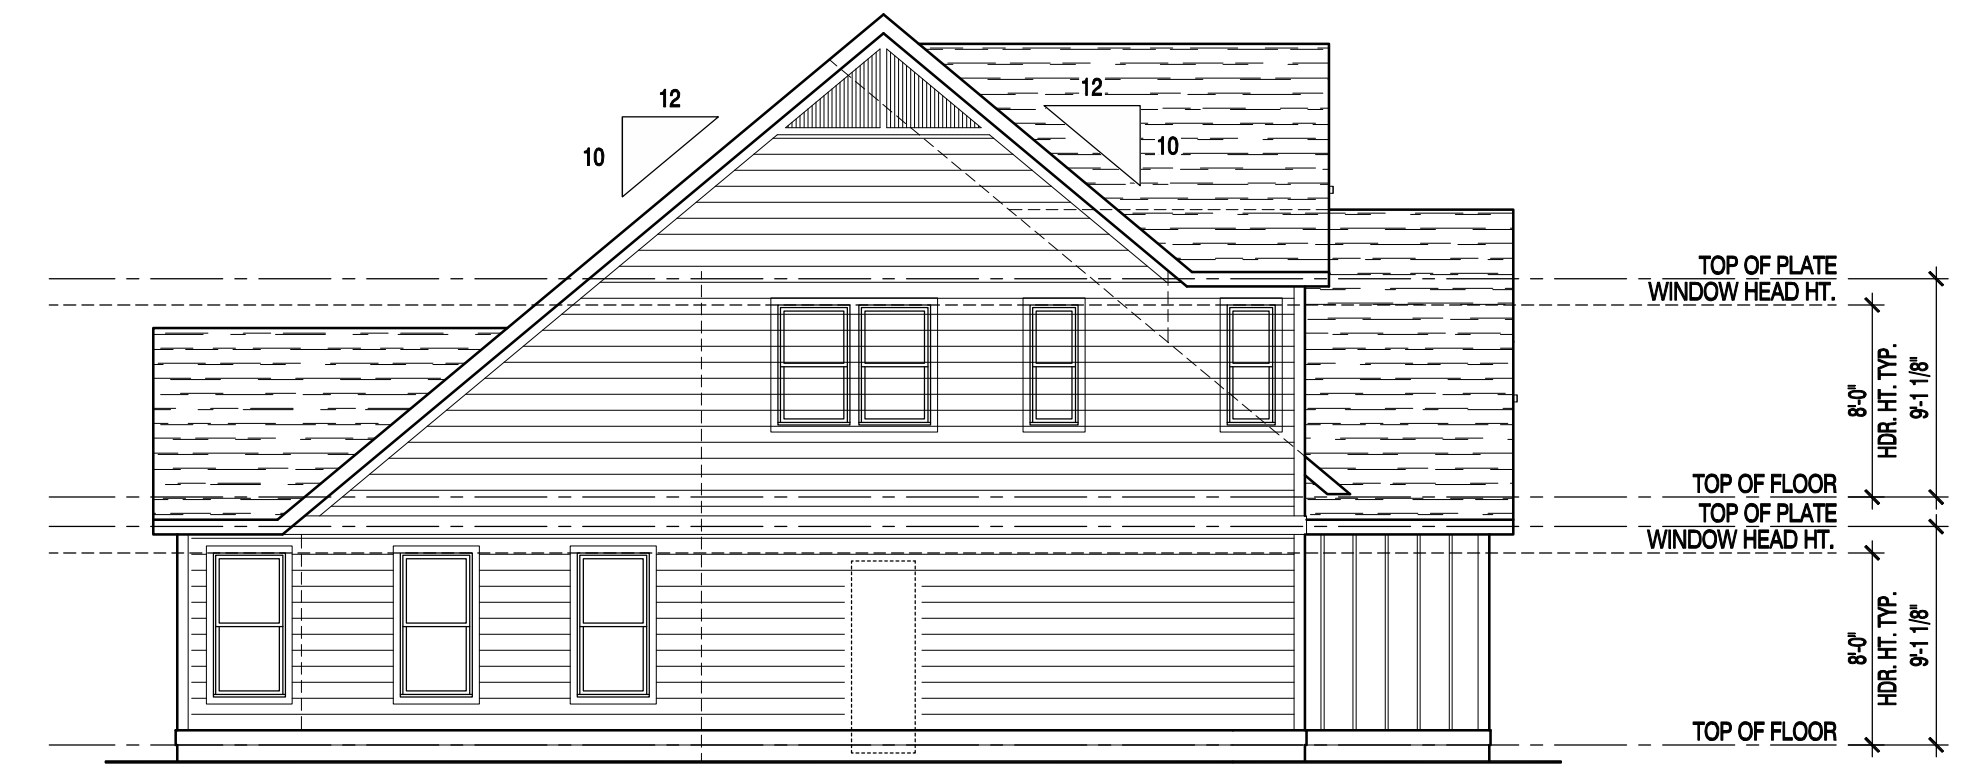 12
10
12
10
TOP OF PLATE
WINDOW HEAD HT.
8'-0"
HDR. HT. TYP.
9'-1 1/8"
TOP OF FLOOR
TOP OF PLATE
WINDOW HEAD HT.
8'-0"
HDR. HT. TYP.
9'-1 1/8"
TOP OF FLOOR